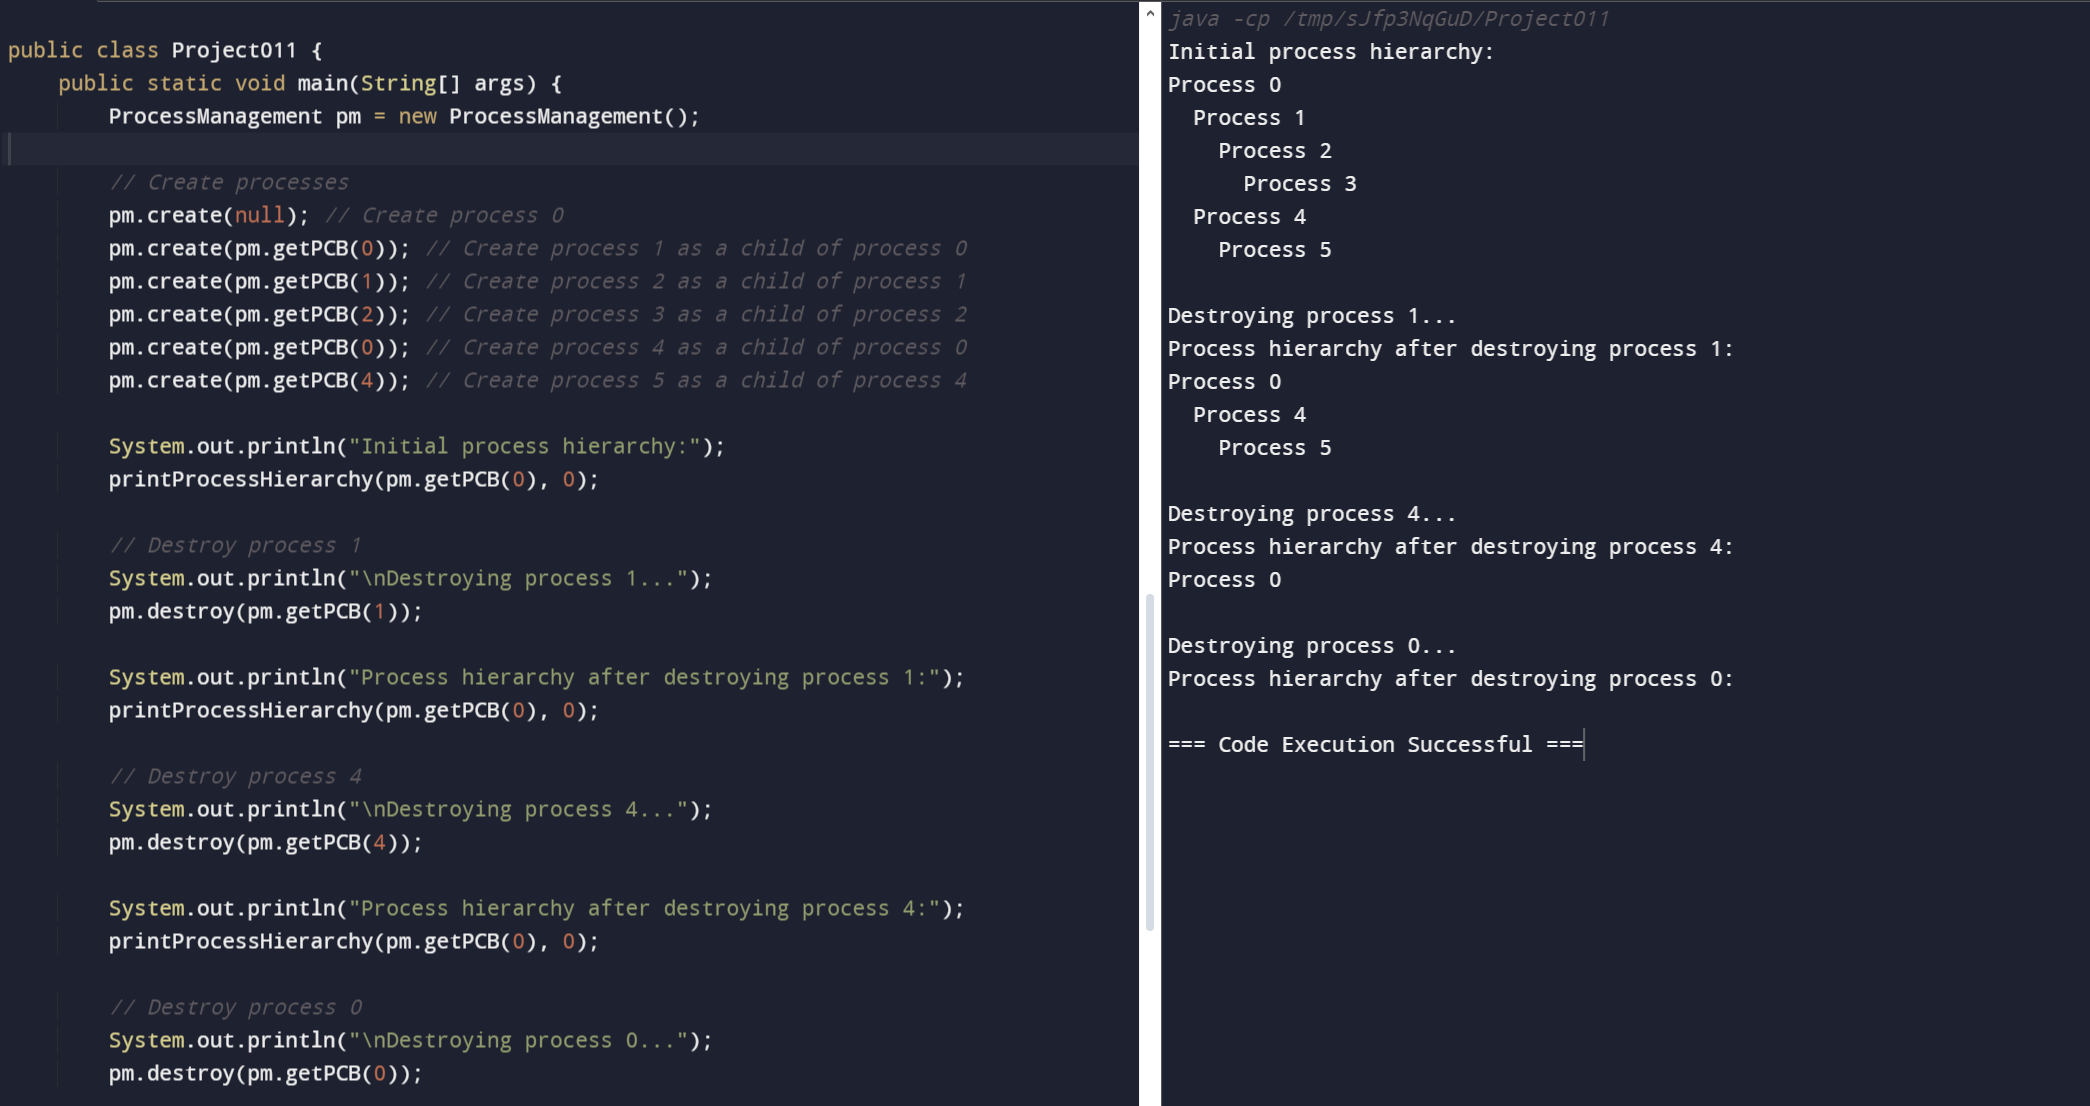 public class Project011 {
    public static void main(String[] args) {
        ProcessManagement pm = new ProcessManagement();

        // Create processes
        pm.create(null); // Create process 0
        pm.create(pm.getPCB(0)); // Create process 1 as a child of process 0
        pm.create(pm.getPCB(1)); // Create process 2 as a child of process 1
        pm.create(pm.getPCB(2)); // Create process 3 as a child of process 2
        pm.create(pm.getPCB(0)); // Create process 4 as a child of process 0
        pm.create(pm.getPCB(4)); // Create process 5 as a child of process 4

        System.out.println("Initial process hierarchy:");
        printProcessHierarchy(pm.getPCB(0), 0);

        // Destroy process 1
        System.out.println("\nDestroying process 1...");
        pm.destroy(pm.getPCB(1));

        System.out.println("Process hierarchy after destroying process 1:");
        printProcessHierarchy(pm.getPCB(0), 0);

        // Destroy process 4
        System.out.println("\nDestroying process 4...");
        pm.destroy(pm.getPCB(4));

        System.out.println("Process hierarchy after destroying process 4:");
        printProcessHierarchy(pm.getPCB(0), 0);

        // Destroy process 0
        System.out.println("\nDestroying process 0...");
        pm.destroy(pm.getPCB(0));

java -cp /tmp/sJfp3NqGuD/Project011
Initial process hierarchy:
Process 0
  Process 1
    Process 2
      Process 3
  Process 4
    Process 5

Destroying process 1...
Process hierarchy after destroying process 1:
Process 0
  Process 4
    Process 5

Destroying process 4...
Process hierarchy after destroying process 4:
Process 0

Destroying process 0...
Process hierarchy after destroying process 0:

=== Code Execution Successful ===